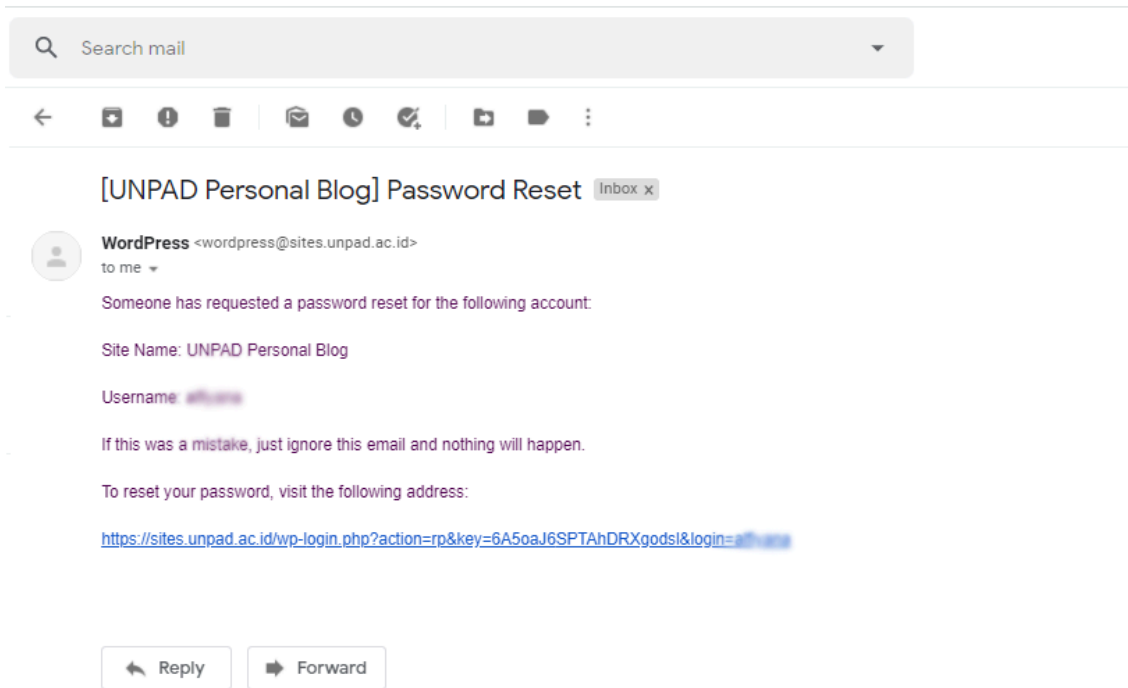 Search mail
[UNPAD Personal Blog] Password Reset Inbox x
WordPress <wordpress@sites.unpad.ac.id>
to me
Someone has requested a password reset for the following account:
Site Name: UNPAD Personal Blog
Username:
If this was a mistake, just ignore this email and nothing will happen.
To reset your password, visit the following address:
https://sites.unpad.ac.id/wp-login.php?action=rp&key=6A5oaJ6SPTAhDRXgodsl&login=
Reply
Forward